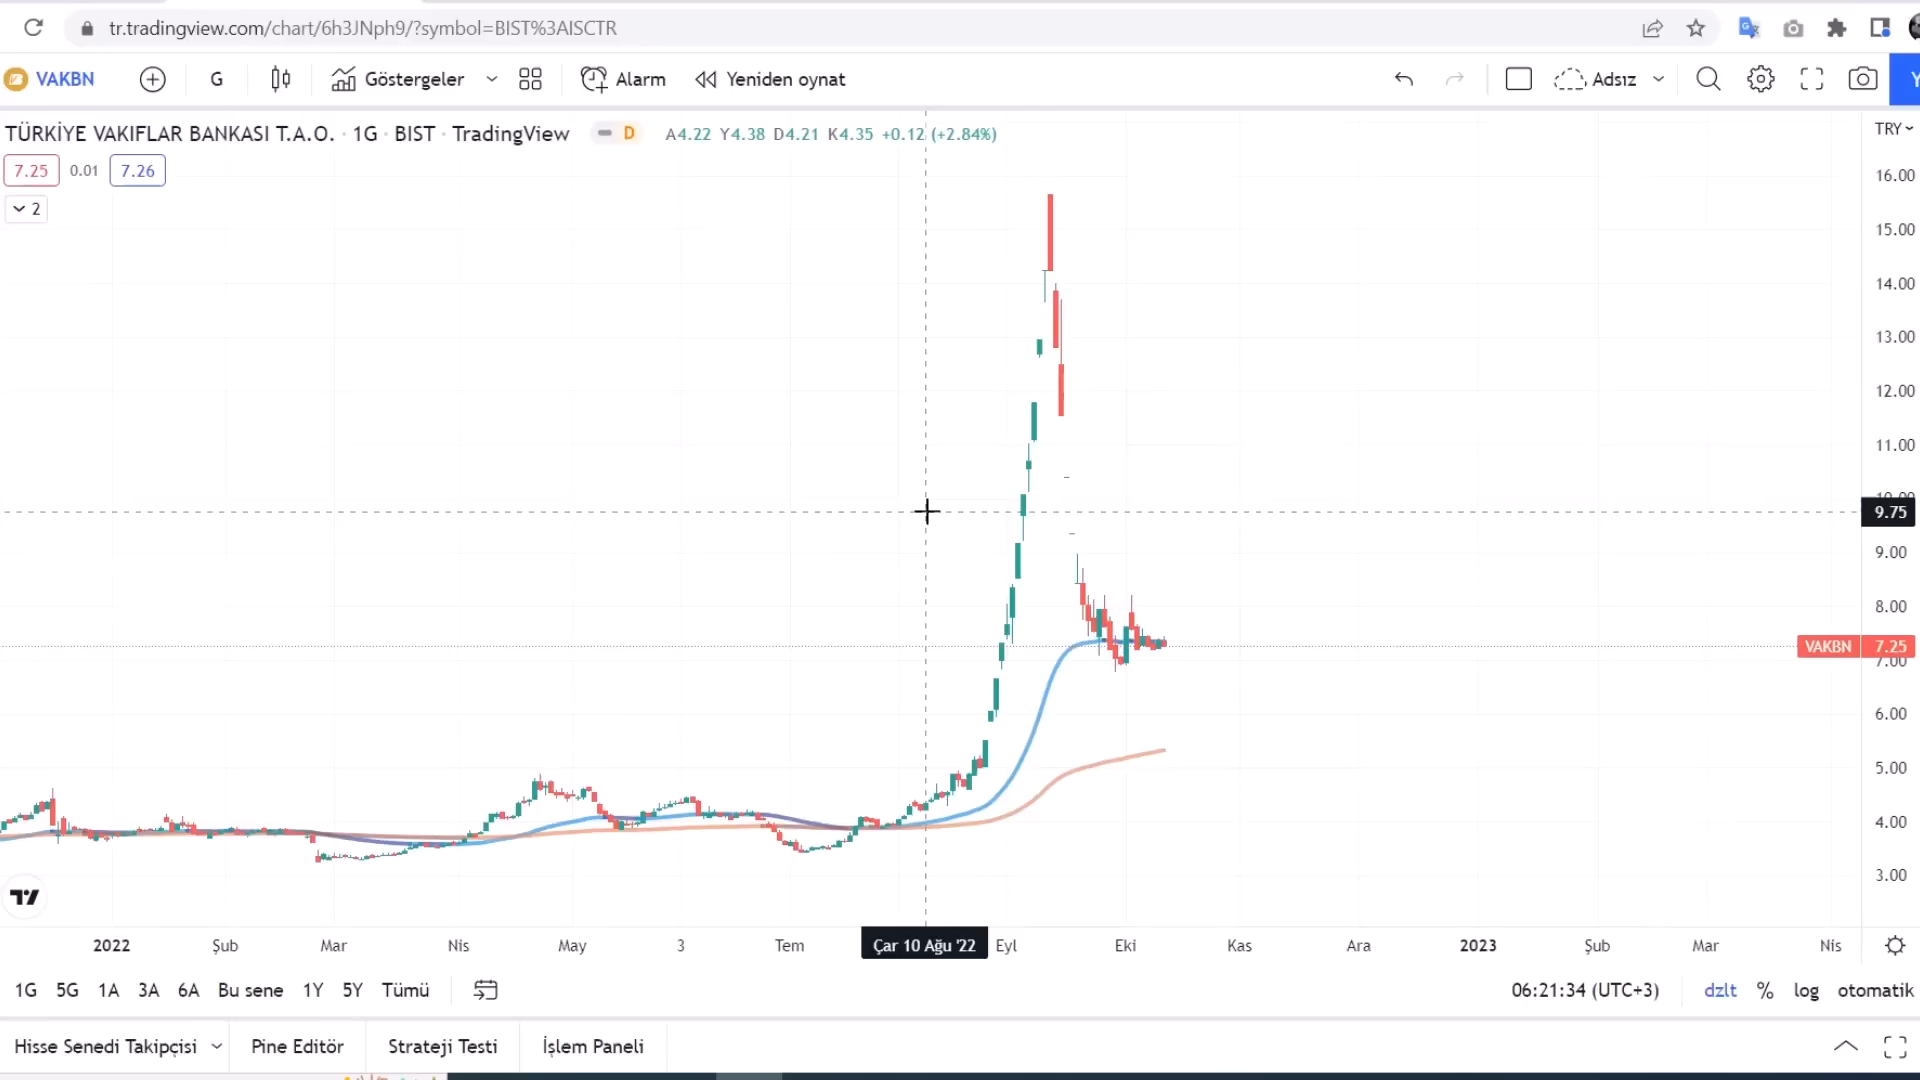 tr.tradingview.com/chart/6h3JNph9/?symbol=BIST%3AISCTR
VAKBN G Göstergeler Alarm Yeniden oynat Adsız
TÜRKİYE VAKIFLAR BANKASI T.A.O. · 1G · BIST · TradingView D A4.22 Y4.38 D4.21 K4.35 +0.12 (+2.84%) TRY
7.25 0.01 7.26
2
16.00
15.00
14.00
13.00
12.00
11.00
9.75
9.00
8.00
VAKBN 7.25
7.00
6.00
5.00
4.00
3.00
2022 Şub Mar Nis May 3 Tem Çar 10 Ağu '22 Eyl Eki Kas Ara 2023 Şub Mar Nis
1G 5G 1A 3A 6A Bu sene 1Y 5Y Tümü 06:21:34 (UTC+3) dzlt % log otomatik
Hisse Senedi Takipçisi Pine Editör Strateji Testi İşlem Paneli